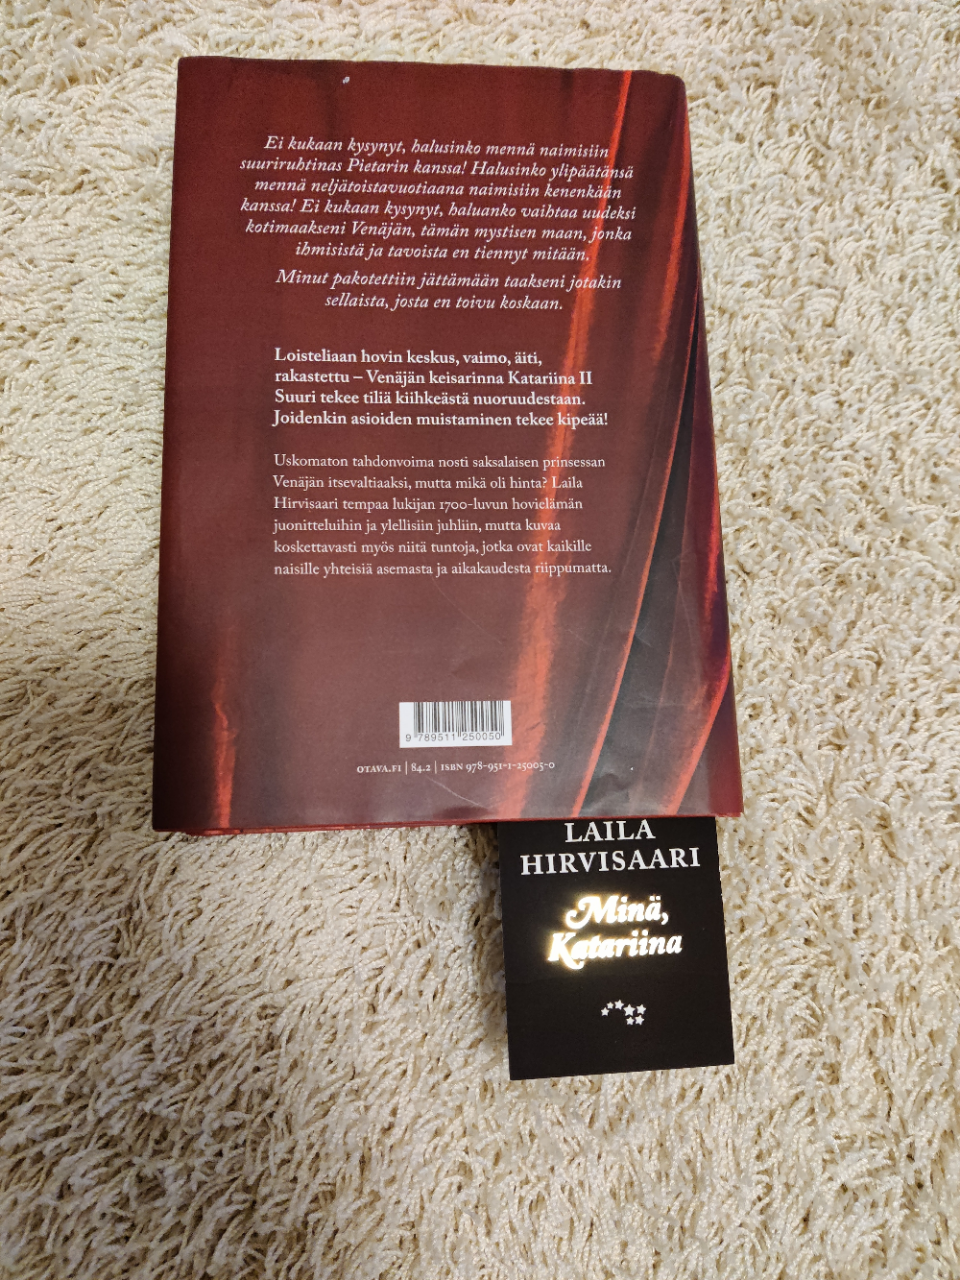 Ei kukaan kysynyt, halusinko mennä naimisiin
suuriruhtinas Pietarin kanssa! Halusinko ylipäätänsä
mennä neljätoistavuotiaana naimisiin kenenkään
kanssa! Ei kukaan kysynyt, haluanko vaihtaa uudeksi
kotimaakseni Venäjän, tämän mystisen maan, jonka
ihmisistä ja tavoista en tiennyt mitään.
Minut pakotettiin jättämään taakseni jotakin
sellaista, josta en toivu koskaan.
Loisteliaan hovin keskus, vaimo, äiti,
rakastettu – Venäjän keisarinna Katariina II
Suuri tekee tiliä kiihkeästä nuoruudestaan.
Joidenkin asioiden muistaminen tekee kipeää!
Uskomaton tahdonvoima nosti saksalaisen prinsessan
Venäjän itsevaltiaaksi, mutta mikä oli hinta? Laila
Hirvisaari tempaa lukijan 1700-luvun hovielämän
juonitteluihin ja ylellisiin juhliin, mutta kuvaa
koskettavasti myös niitä tuntoja, jotka ovat kaikille
naisille yhteisiä asemasta ja aikakaudesta riippumatta.
9 789511 250050
OTAVA.FI | 84.2 | ISBN 978-951-1-25005-0
LAILA
HIRVISAARI
Minä,
Katariina